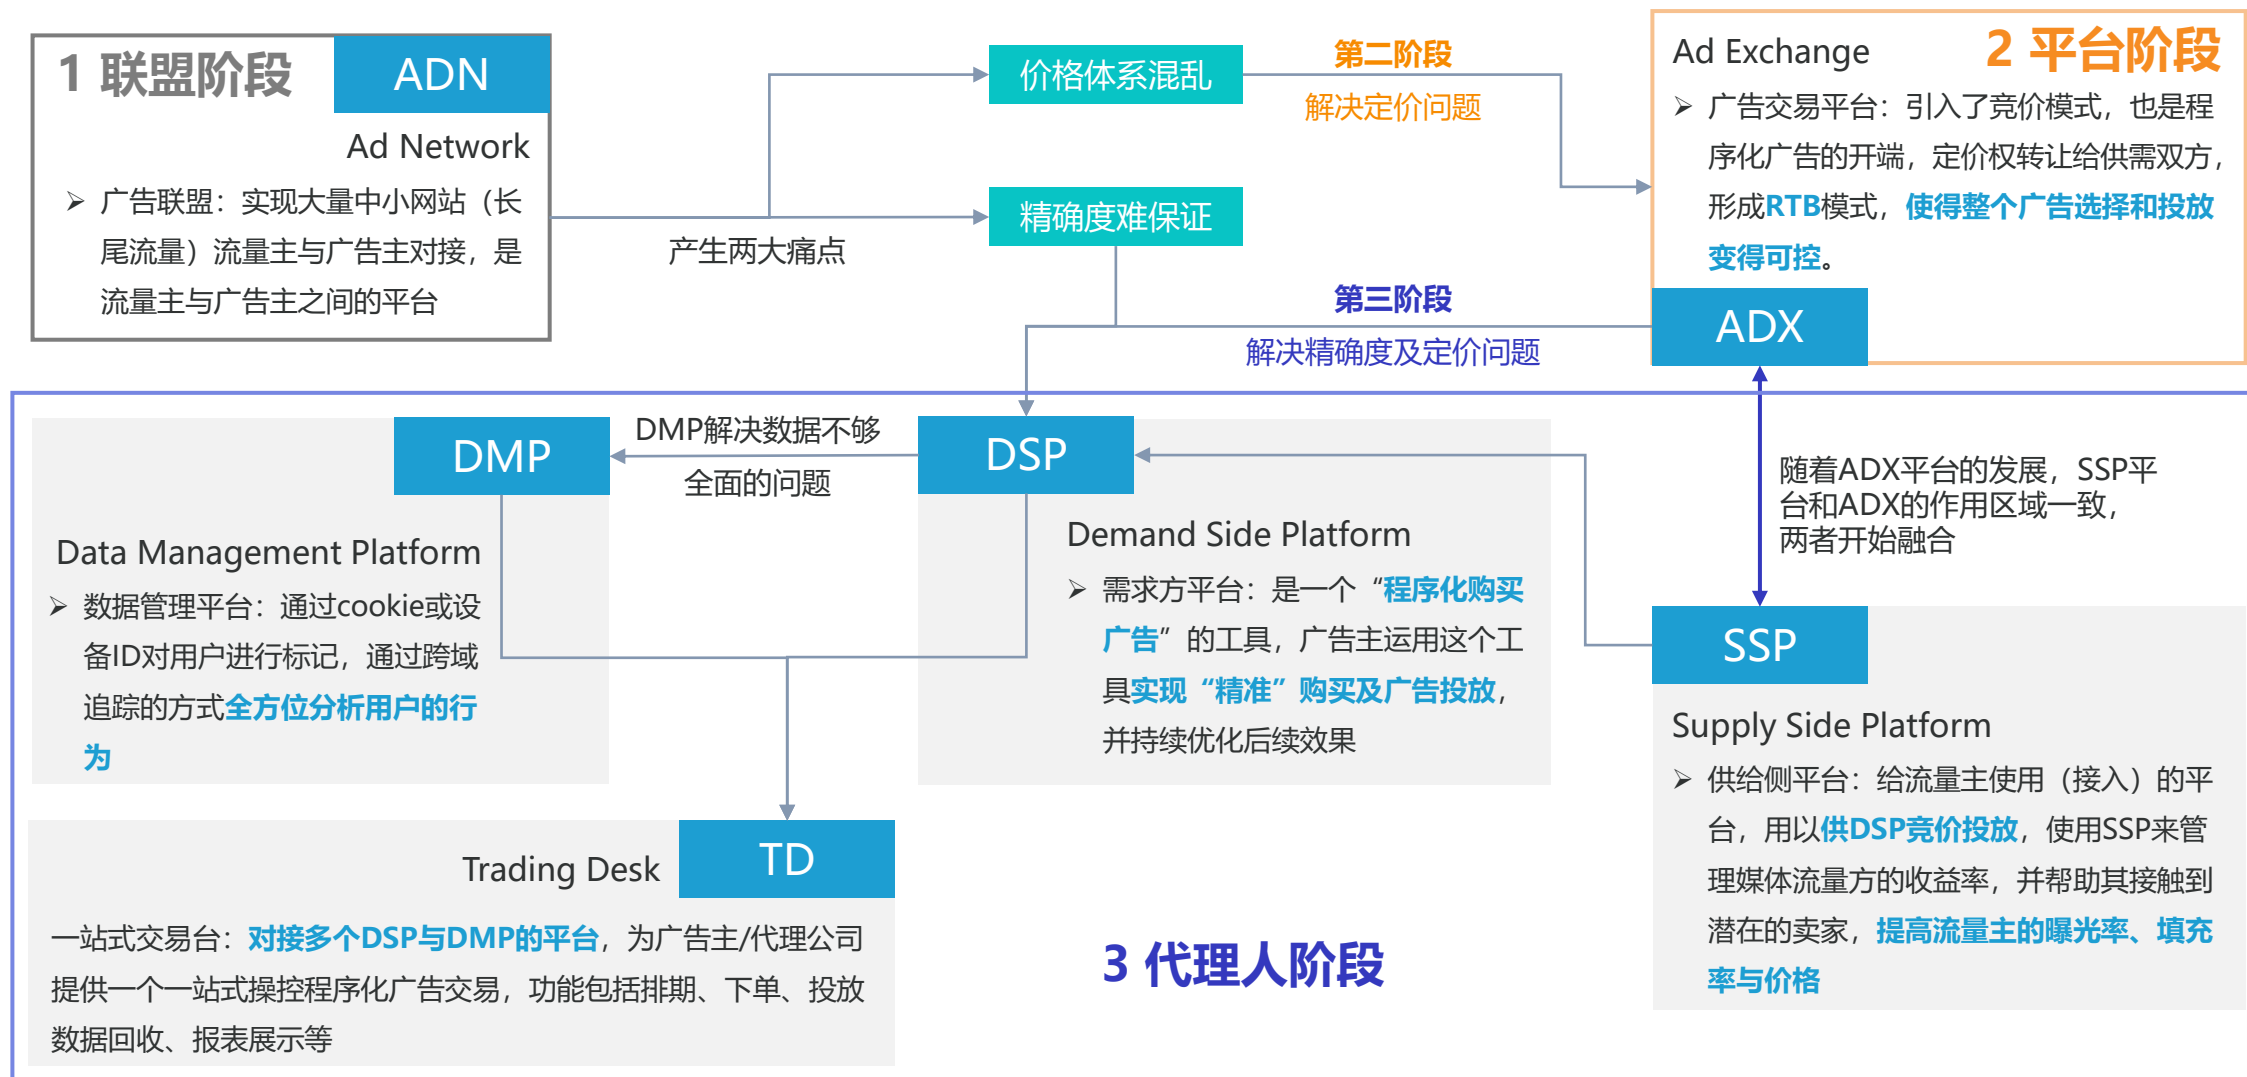 1 联盟阶段
ADN
Ad Network
➢ 广告联盟：实现大量中小网站（长
尾流量）流量主与广告主对接，是
流量主与广告主之间的平台
产生两大痛点
价格体系混乱
精确度难保证
第二阶段
解决定价问题
第三阶段
解决精确度及定价问题
Ad Exchange
2 平台阶段
➢ 广告交易平台：引入了竞价模式，也是程
序化广告的开端，定价权转让给供需双方，
形成RTB模式，使得整个广告选择和投放
变得可控。
ADX
DMP
DMP解决数据不够
全面的问题
DSP
Data Management Platform
➢ 数据管理平台：通过cookie或设
备ID对用户进行标记，通过跨域
追踪的方式全方位分析用户的行
为
Demand Side Platform
➢ 需求方平台：是一个“程序化购买
广告”的工具，广告主运用这个工
具实现“精准”购买及广告投放，
并持续优化后续效果
随着ADX平台的发展，SSP平
台和ADX的作用区域一致，
两者开始融合
SSP
Supply Side Platform
➢ 供给侧平台：给流量主使用（接入）的平
台，用以供DSP竞价投放，使用SSP来管
理媒体流量方的收益率，并帮助其接触到
潜在的卖家，提高流量主的曝光率、填充
率与价格
Trading Desk
TD
一站式交易台：对接多个DSP与DMP的平台，为广告主/代理公司
提供一个一站式操控程序化广告交易，功能包括排期、下单、投放
数据回收、报表展示等
3 代理人阶段